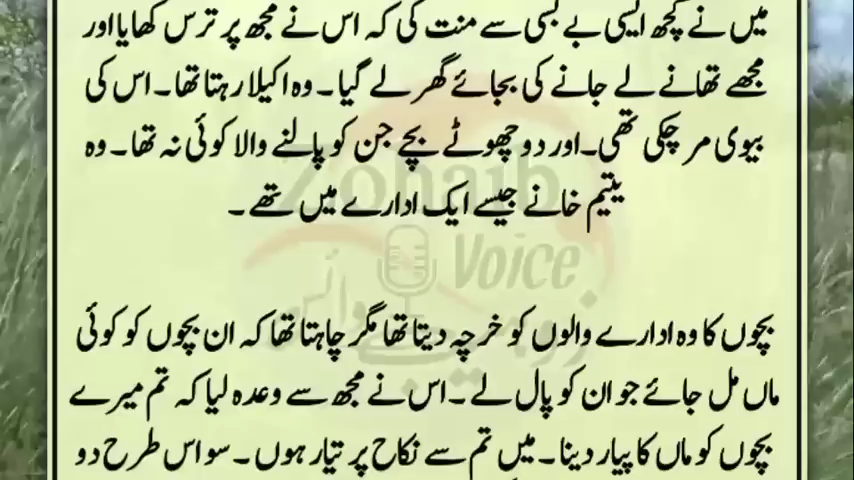 میں نے کچھ ایسی بے بسی سے منت کی کہ اس نے مجھ پر ترس کھایا اور
مجھے تھانے لے جانے کی بجائے گھر لے گیا۔ وہ اکیلا رہتا تھا۔ اس کی
بیوی مر چکی تھی۔ اور دو چھوٹے بچے جن کو پالنے والا کوئی نہ تھا۔ وہ
یتیم خانے جیسے ایک ادارے میں تھے ۔
Zohaib
Voice
زوہیب وائس
بچوں کا وہ ادارے والوں کو خرچہ دیتا تھا مگر چاہتا تھا کہ ان بچوں کو کوئی
ماں مل جائے جو ان کو پال لے ۔ اس نے مجھ سے وعدہ لیا کہ تم میرے
بچوں کو ماں کا پیار دینا۔ میں تم سے نکاح پر تیار ہوں ۔ سو اس طرح دو